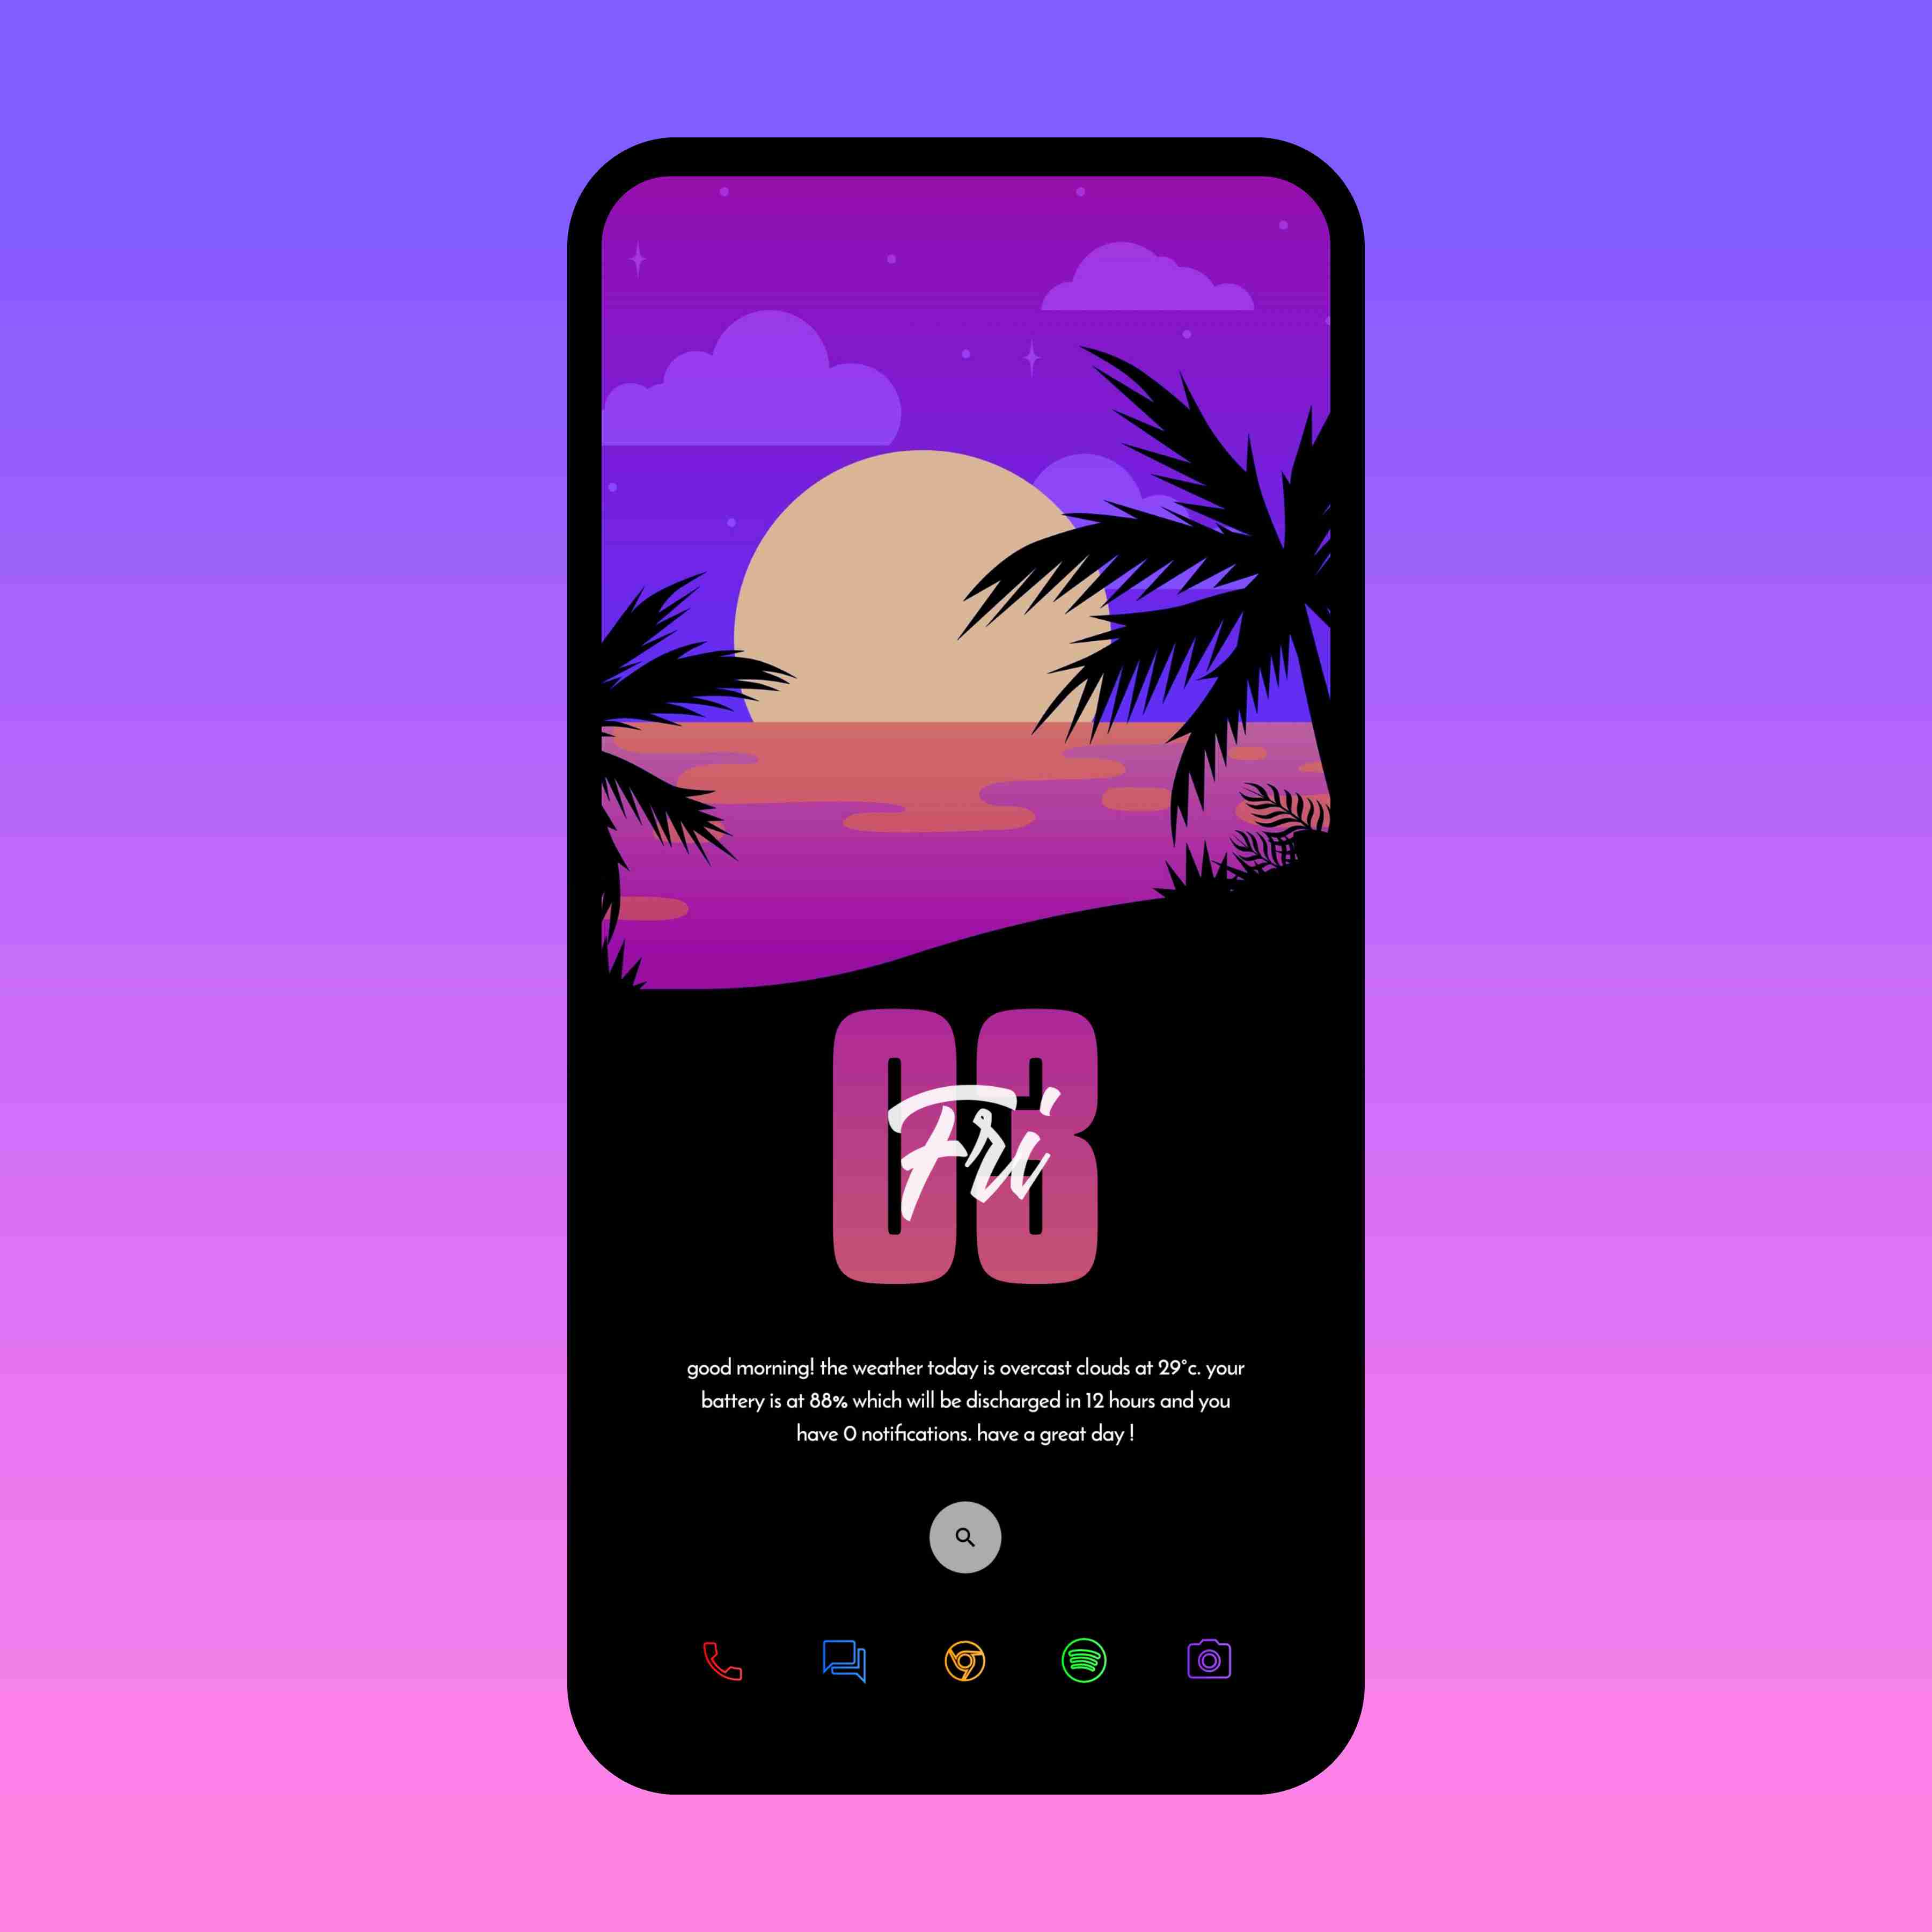 03
Fri
good morning! the weather today is overcast clouds at 29°c. your
battery is at 88% which will be discharged in 12 hours and you
have 0 notifications. have a great day !